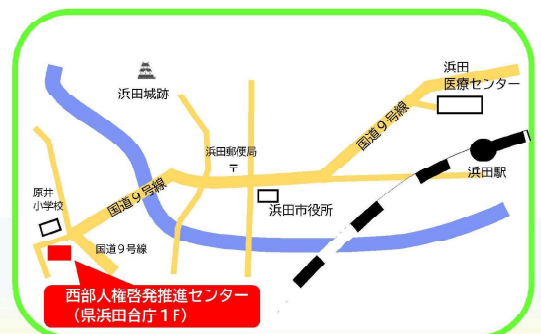 浜田
医療センター
浜田城跡
国道９号線
浜田郵便局
〒
浜田駅
原井
小学校
国道９号線
浜田市役所
国道９号線
西部人権啓発推進センター
（県浜田合庁１F）